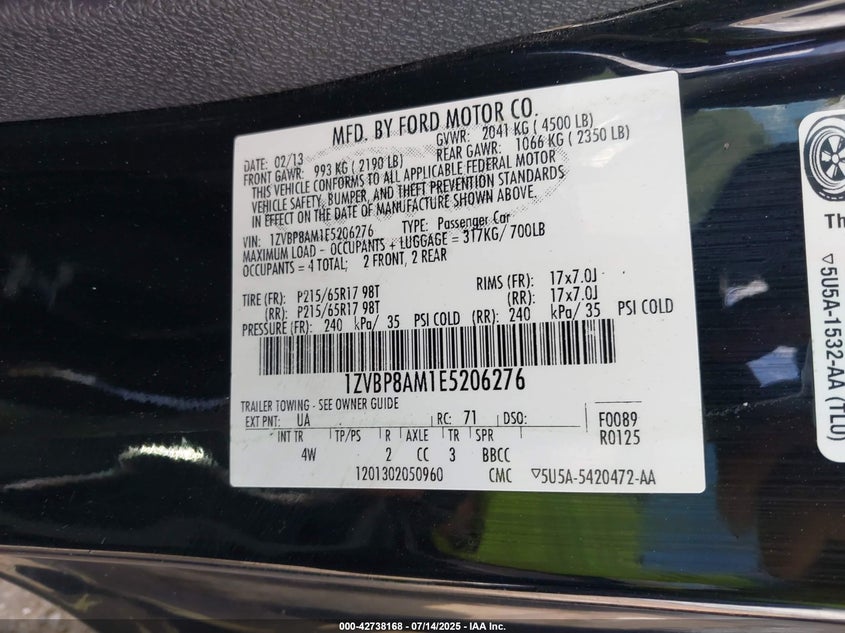 MFD. BY FORD MOTOR CO.
DATE: 02/13 GVWR: 2041 KG ( 4500 LB)
FRONT GAWR: 993 KG ( 2190 LB) REAR GAWR: 1066 KG ( 2350 LB)
THIS VEHICLE CONFORMS TO ALL APPLICABLE FEDERAL MOTOR
VEHICLE SAFETY, BUMPER, AND THEFT PREVENTION STANDARDS
IN EFFECT ON THE DATE OF MANUFACTURE SHOWN ABOVE.
VIN: 1ZVBP8AM1E5206276 TYPE: Passenger Car
MAXIMUM LOAD - OCCUPANTS + LUGGAGE = 317KG/ 700LB
OCCUPANTS = 4 TOTAL; 2 FRONT, 2 REAR
TIRE (FR): P215/65R17 98T RIMS (FR): 17x7.0J
(RR): P215/65R17 98T (RR): 17x7.0J
PRESSURE (FR): 240 kPa/ 35 PSI COLD (RR): 240 kPa/ 35 PSI COLD
1ZVBP8AM1E5206276
TRAILER TOWING - SEE OWNER GUIDE
EXT PNT: UA RC: 71 DSO: F0089
INT TR TP/PS R AXLE TR SPR R0125
4W 2 CC 3 BBCC
1201302050960 CMC ▽5U5A-5420472-AA
Th
▽5U5A-1532-AA (TLU)
000-42738168 - 07/14/2025 - IAA Inc.